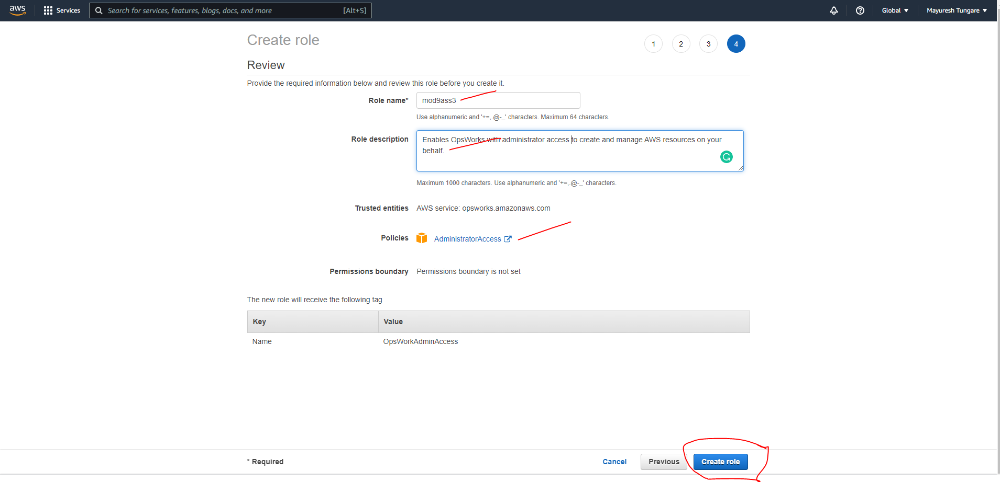 aws Services Search for services, features, blogs, docs, and more [Alt+S] Global ▼ Mayuresh Tungare ▼
Create role 1 2 3 4
Review
Provide the required information below and review this role before you create it.
Role name* mod9ass3
Use alphanumeric and '+=,.@-_' characters. Maximum 64 characters.
Role description Enables OpsWorks with administrator access to create and manage AWS resources on your
behalf.
Maximum 1000 characters. Use alphanumeric and '+=,.@-_' characters.
Trusted entities AWS service: opsworks.amazonaws.com
Policies AdministratorAccess
Permissions boundary Permissions boundary is not set
The new role will receive the following tag
Key Value
Name OpsWorkAdminAccess
* Required Cancel Previous Create role